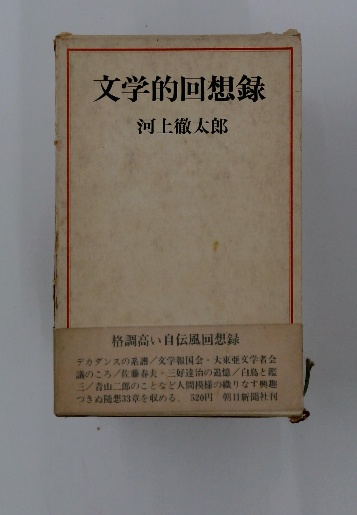 文学的回想録
河上徹太郎
格調高い自伝風回想録
デカダンスの系譜／文学報国会・大東亜文学者会
議のころ／佐藤春夫・三好達治の追憶／白鳥と鑑
三／青山二郎のことなど人間模様の織りなす興趣
つきぬ随想33章を収める。 520円 朝日新聞社刊